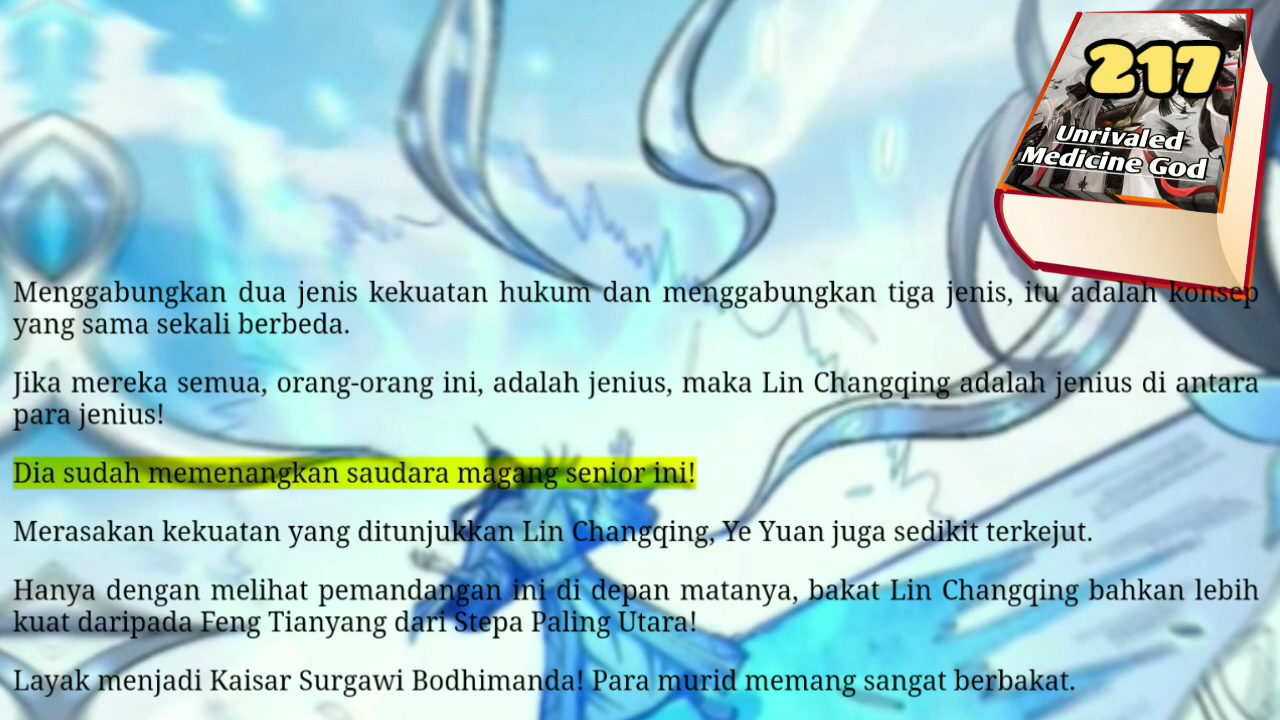 217
Unrivaled
Medicine God
Menggabungkan dua jenis kekuatan hukum dan menggabungkan tiga jenis, itu adalah konsep
yang sama sekali berbeda.
Jika mereka semua, orang-orang ini, adalah jenius, maka Lin Changqing adalah jenius di antara
para jenius!
Dia sudah memenangkan saudara magang senior ini!
Merasakan kekuatan yang ditunjukkan Lin Changqing, Ye Yuan juga sedikit terkejut.
Hanya dengan melihat pemandangan ini di depan matanya, bakat Lin Changqing bahkan lebih
kuat daripada Feng Tianyang dari Stepa Paling Utara!
Layak menjadi Kaisar Surgawi Bodhimanda! Para murid memang sangat berbakat.